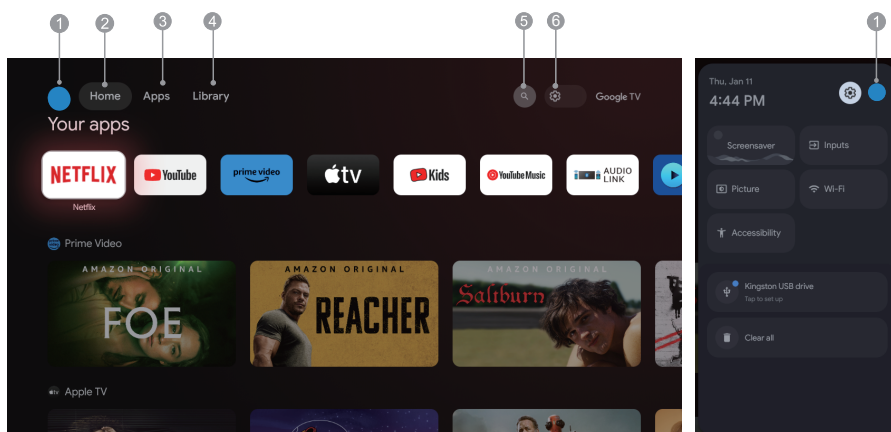 1 2 3 4 5 6
Home Apps Library Google TV
Your apps
NETFLIX YouTube prime video tv Kids YouTube Music AUDIO LINK
Netflix
Prime Video
AMAZON ORIGINAL AMAZON ORIGINAL AMAZON ORIGINAL
FOE REACHER Saltburn
Apple TV
1
Thu, Jan 11
4:44 PM
Screensaver Inputs
Picture Wi-Fi
Accessibility
Kingston USB drive
Tap to set up
Clear all